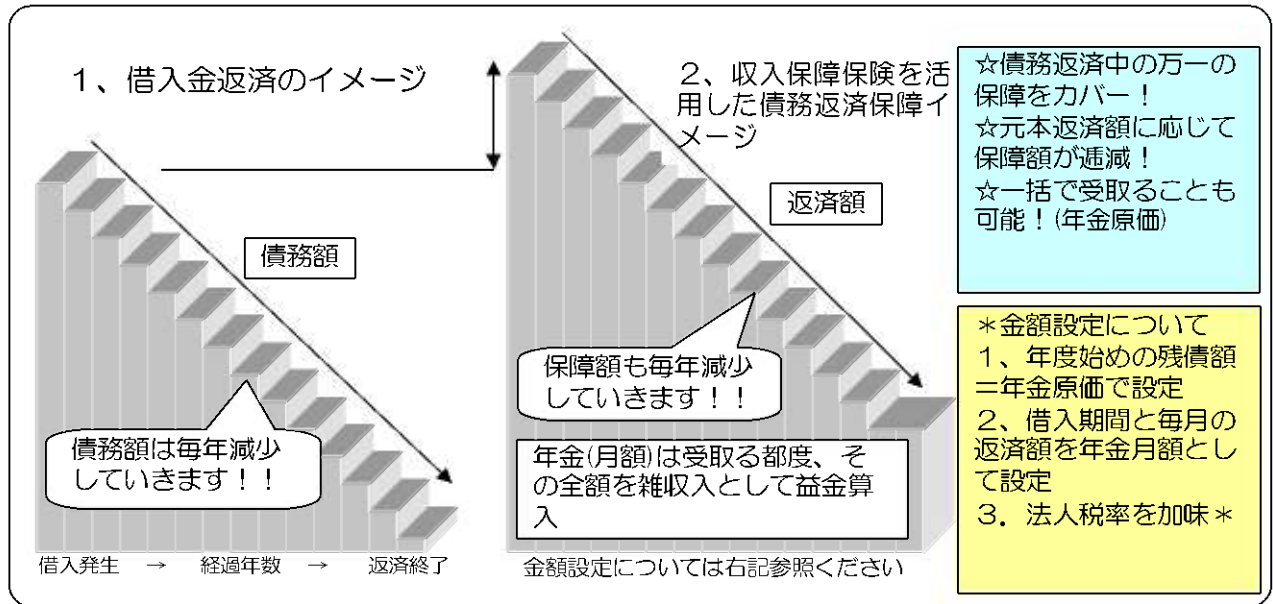 1、借入金返済のイメージ
債務額
債務額は毎年減少
していきます!!
借入発生 → 経過年数 → 返済終了
2、収入保障保険を活
用した債務返済保障イ
メージ
返済額
保障額も毎年減少
していきます!!
年金(月額)は受取る都度、そ
の全額を雑収入として益金算
入
金額設定については右記参照ください
☆債務返済中の万一の
保障をカバー!
☆元本返済額に応じて
保障額が逓減!
☆一括で受取ることも
可能!(年金原価)
*金額設定について
1、年度始めの残債額
=年金原価で設定
2、借入期間と毎月の
返済額を年金月額とし
て設定
3.法人税率を加味*